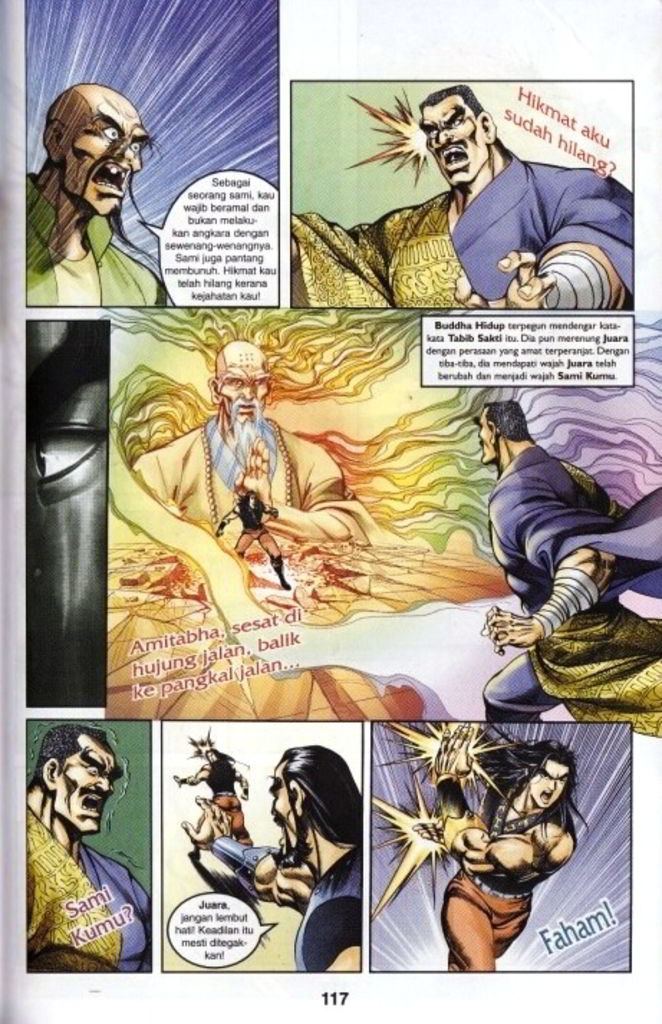 Sebagai
seorang sami, kau
wajib beramal dan
bukan melaku-
kan angkara dengan
sewenang-wenangnya.
Sami juga pantang
membunuh. Hikmat kau
telah hilang kerana
kejahatan kau!
Hikmat aku
sudah hilang?
Buddha Hidup terpegun mendengar kata-
kata Tabib Sakti itu. Dia pun merenung Juara
dengan perasaan yang amat terperanjat. Dengan
tiba-tiba, dia mendapati wajah Juara telah
berubah dan menjadi wajah Sami Kumu.
Amitabha, sesat di
hujung jalan, balik
ke pangkal jalan...
Sami
Kumu?
Juara,
jangan lembut
hati! Keadilan itu
mesti ditegak-
kan!
Faham!
117